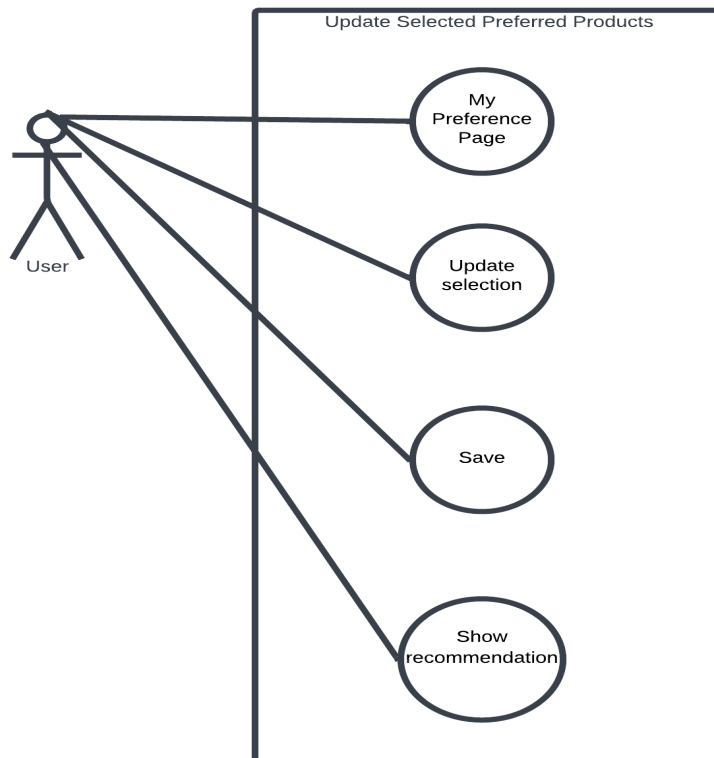 Update Selected Preferred Products
My
Preference
Page
User
Update
selection
Save
Show
recommendation